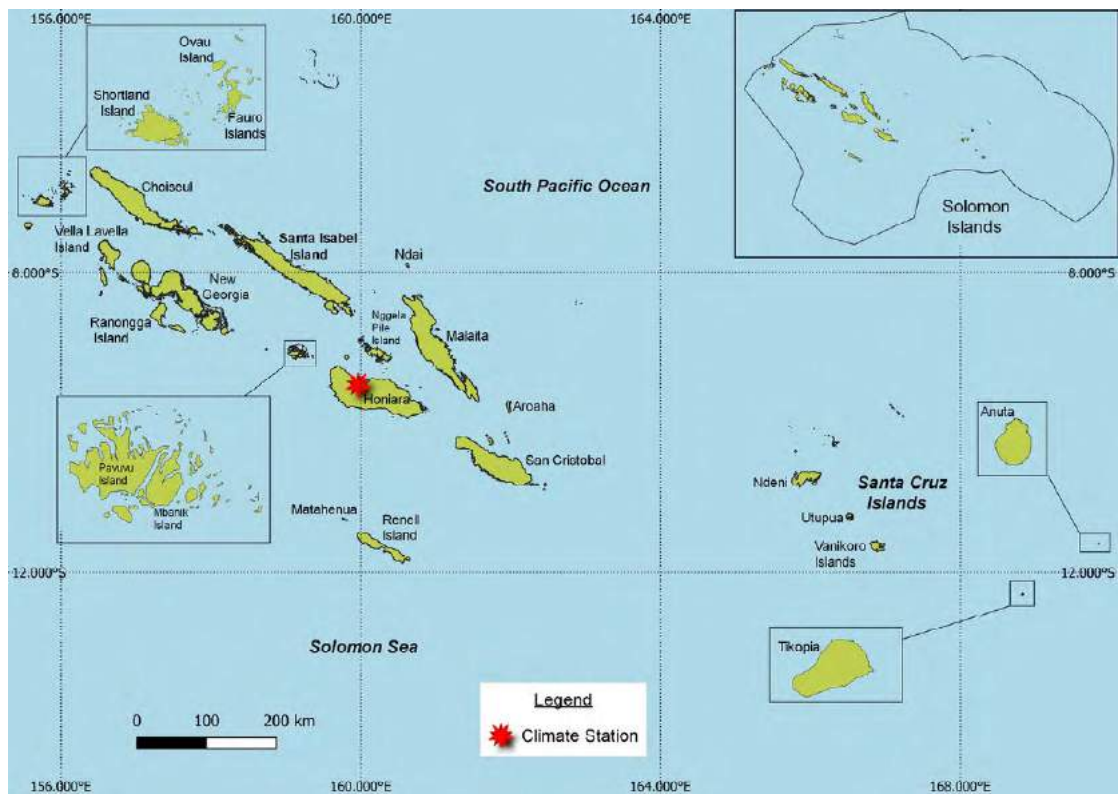 156.000°E
160.000°E
164.000°E
168.000°E
Ovau
Island
Shortland
Island
Fauro
Islands
Choiseul
South Pacific Ocean
Solomon
Islands
Vella Lavella
Island
Santa Isabel
Island
Ndai
8.000°S
8.000°S
New
Georgia
Nggela
Pile
Island
Ranongga
Island
Malaita
Honiara
Aroaha
Anuta
Pavuvu
Island
Mbanik
Island
San Cristobal
Ndeni
Santa Cruz
Islands
Matahenua
Renell
Island
Utupua
Vanikoro
Islands
12.000°S
12.000°S
Solomon Sea
Tikopia
Legend
Climate Station
0 100 200 km
156.000°E
160.000°E
164.000°E
168.000°E